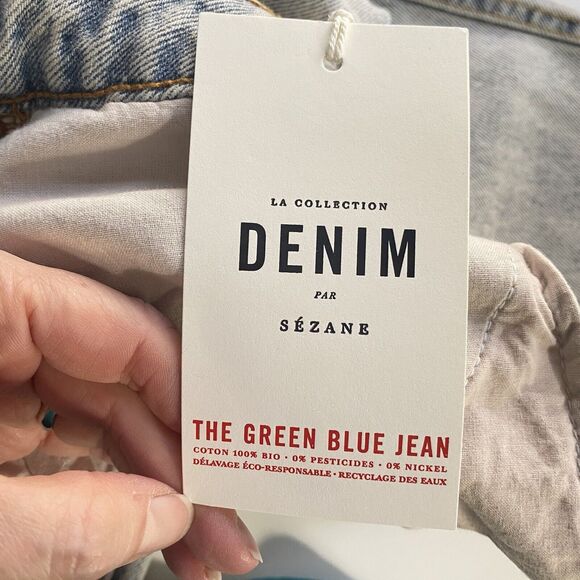 LA COLLECTION
DENIM
PAR
SÉZANE
THE GREEN BLUE JEAN
COTON 100% BIO · 0% PESTICIDES · 0% NICKEL
DÉLAVAGE ÉCO-RESPONSABLE · RECYCLAGE DES EAUX